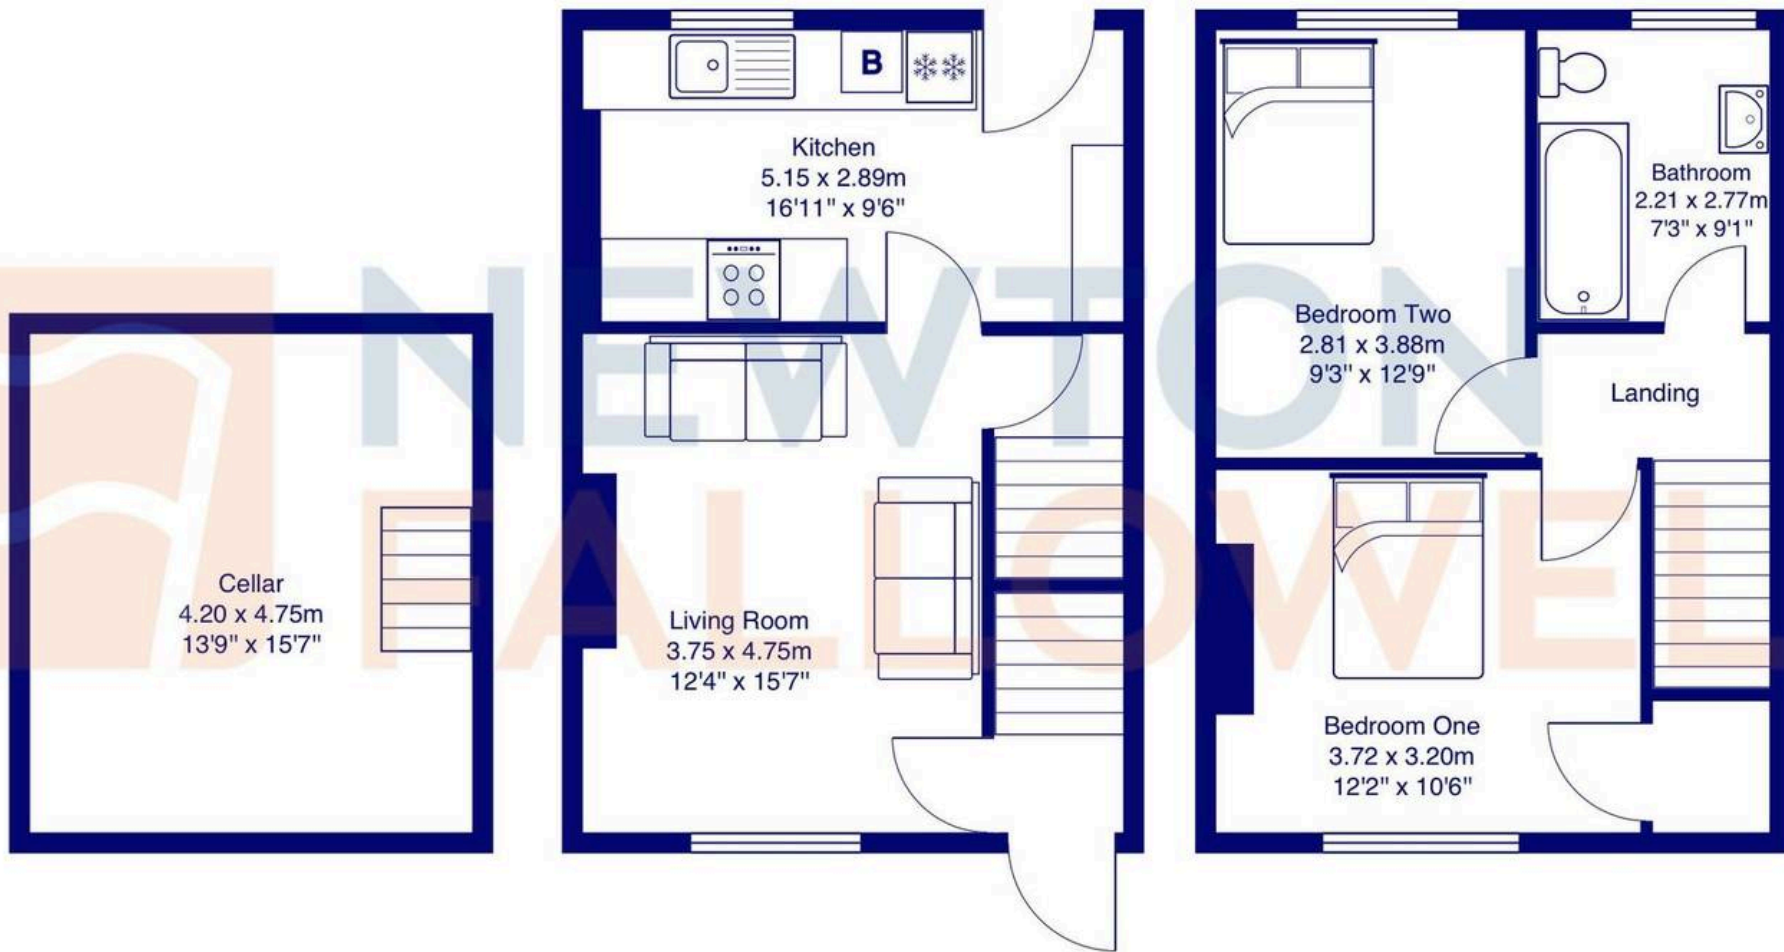 Cellar
4.20 x 4.75m
13'9" x 15'7"
B
Kitchen
5.15 x 2.89m
16'11" x 9'6"
Living Room
3.75 x 4.75m
12'4" x 15'7"
Bathroom
2.21 x 2.77m
7'3" x 9'1"
Bedroom Two
2.81 x 3.88m
9'3" x 12'9"
Landing
Bedroom One
3.72 x 3.20m
12'2" x 10'6"
NEWTON
FALLOWEL